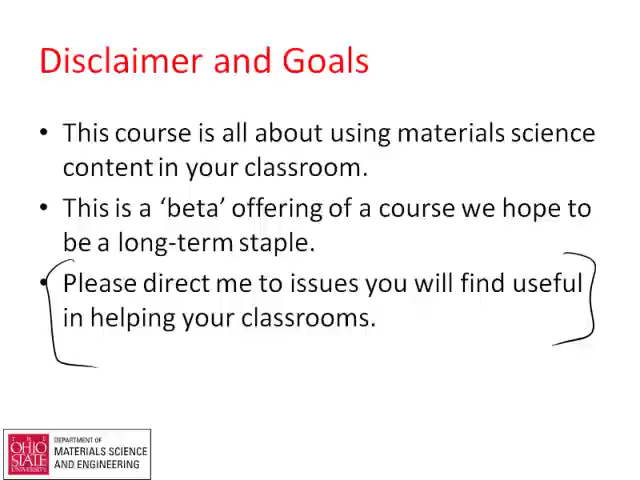 Disclaimer and Goals
• This course is all about using materials science
content in your classroom.
• This is a ‘beta’ offering of a course we hope to
be a long-term staple.
• Please direct me to issues you will find useful
in helping your classrooms.
THE
OHIO
STATE
UNIVERSITY
DEPARTMENT OF
MATERIALS SCIENCE
AND ENGINEERING